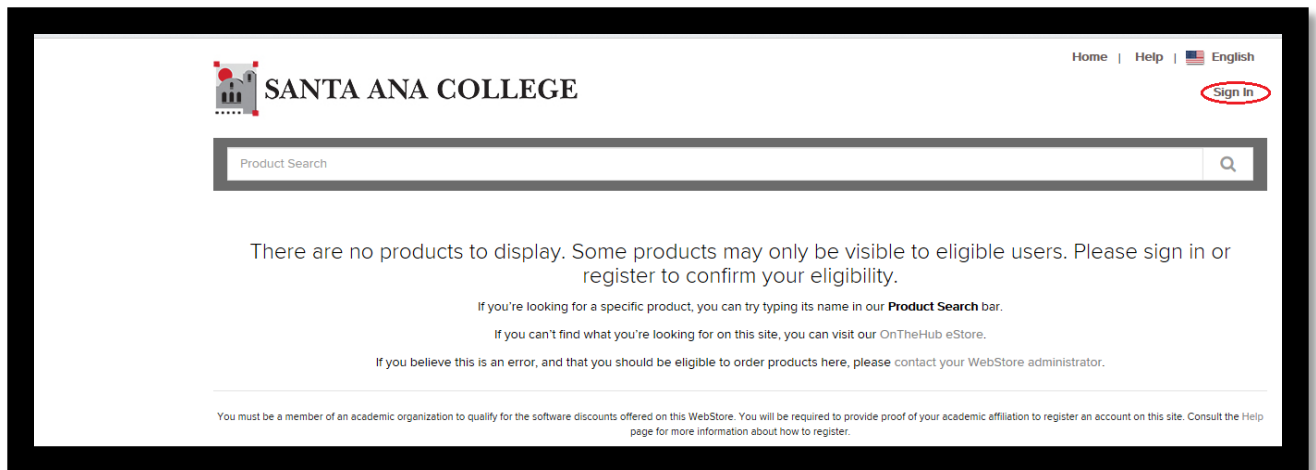 Home | Help | English
SANTA ANA COLLEGE
Sign In
Product Search
There are no products to display. Some products may only be visible to eligible users. Please sign in or
register to confirm your eligibility.
If you're looking for a specific product, you can try typing its name in our Product Search bar.
If you can't find what you're looking for on this site, you can visit our OnTheHub eStore.
If you believe this is an error, and that you should be eligible to order products here, please contact your WebStore administrator.
You must be a member of an academic organization to qualify for the software discounts offered on this WebStore. You will be required to provide proof of your academic affiliation to register an account on this site. Consult the Help
page for more information about how to register.